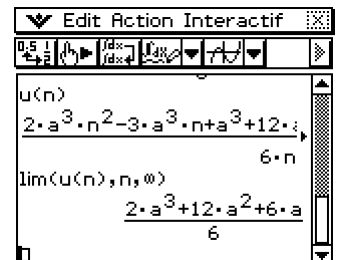 Edit Action Interactif
u(n)
2·a³·n²−3·a³·n+a³+12·
6·n
lim(u(n),n,∞)
2·a³+12·a²+6·a
6